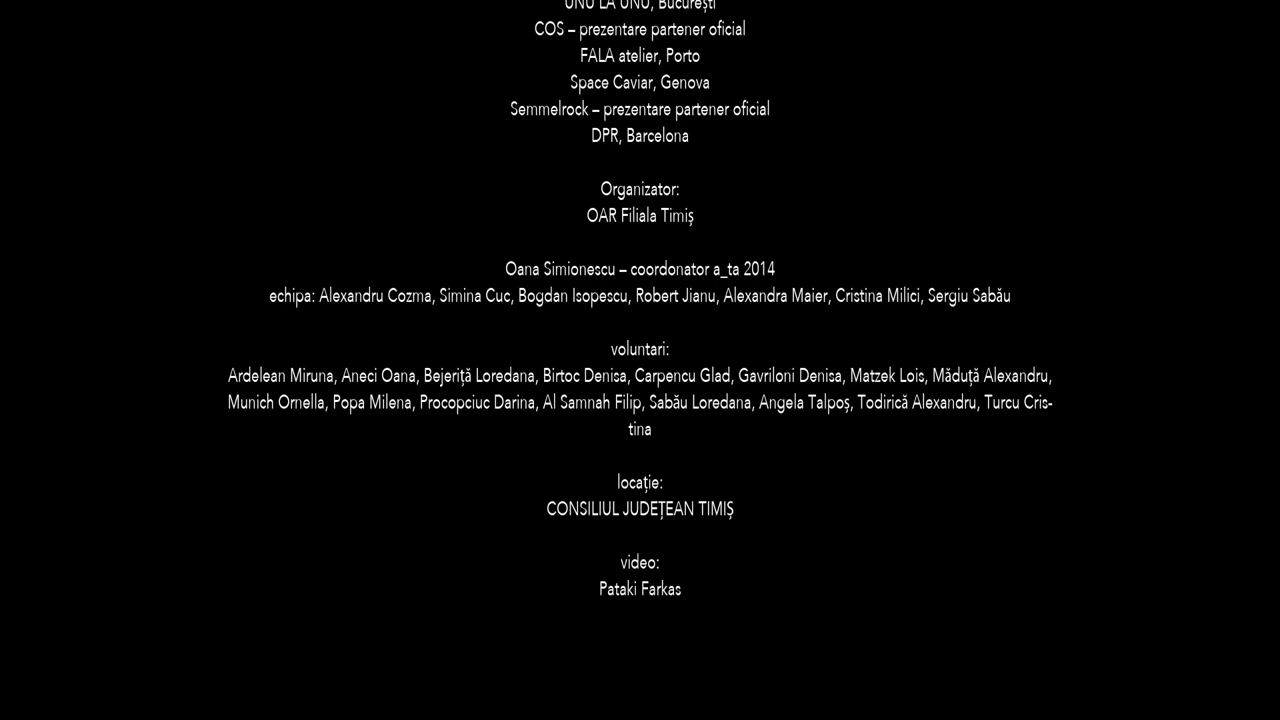 UNU LA UNU, București
COS – prezentare partener oficial
FALA atelier, Porto
Space Caviar, Genova
Semmelrock – prezentare partener oficial
DPR, Barcelona
Organizator:
OAR Filiala Timiș
Oana Simionescu – coordonator a_ta 2014
echipa: Alexandru Cozma, Simina Cuc, Bogdan Isopescu, Robert Jianu, Alexandra Maier, Cristina Milici, Sergiu Sabău
voluntari:
Ardelean Miruna, Aneci Oana, Bejeriță Loredana, Birtoc Denisa, Carpencu Glad, Gavriloni Denisa, Matzek Lois, Măduță Alexandru,
Munich Ornella, Popa Milena, Procopciuc Darina, Al Samnah Filip, Sabău Loredana, Angela Talpoș, Todirică Alexandru, Turcu Cris-
tina
locație:
CONSILIUL JUDEȚEAN TIMIȘ
video:
Pataki Farkas